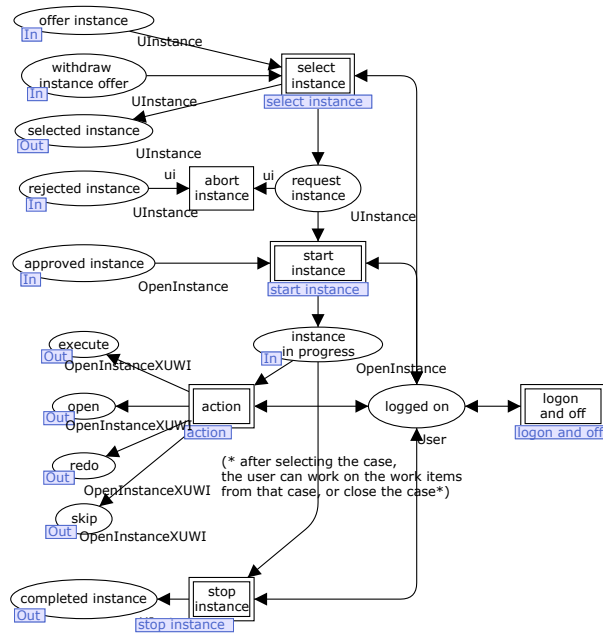 offer instance
In
UInstance
withdraw
instance offer
In
select
instance
select instance
UInstance
selected instance
Out
UInstance
ui
ui
rejected instance
In
UInstance
abort
instance
request
instance
UInstance
start
instance
start instance
approved instance
In
OpenInstance
instance
in progress
In
OpenInstance
execute
Out
OpenInstanceXUWI
open
Out
OpenInstanceXUWI
action
action
logged on
User
logon
and off
logon and off
redo
Out
OpenInstanceXUWI
(* after selecting the case,
the user can work on the work items
from that case, or close the case*)
skip
Out
OpenInstanceXUWI
completed instance
Out
stop
instance
stop instance